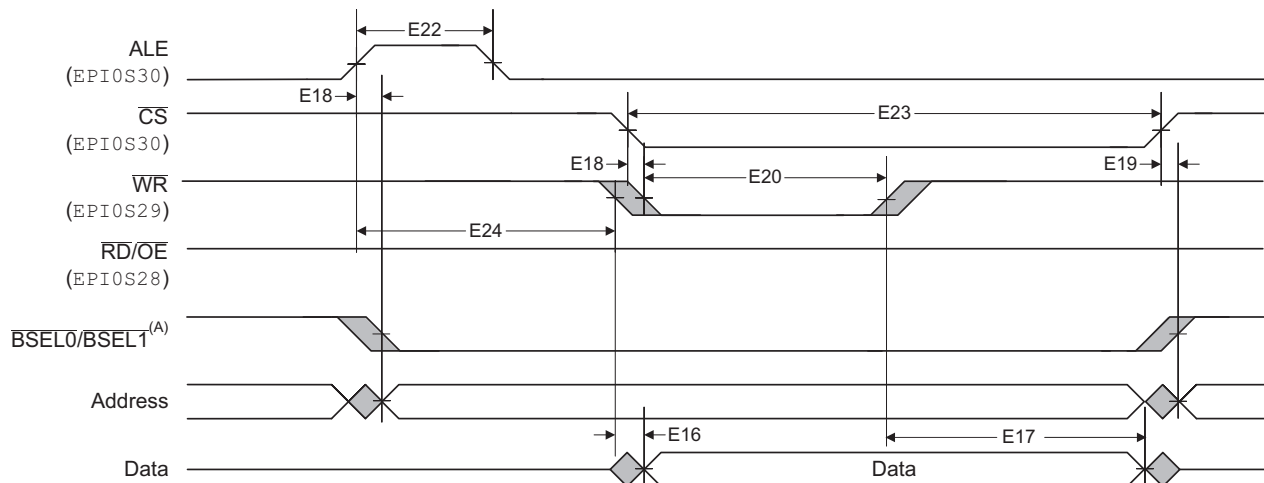 E22
ALE
(EPI0S30)
E18
CS
(EPI0S30)
E23
E18
E20
E19
WR
(EPI0S29)
E24
RD/OE
(EPI0S28)
BSEL0/BSEL1(A)
Address
E16
E17
Data
Data